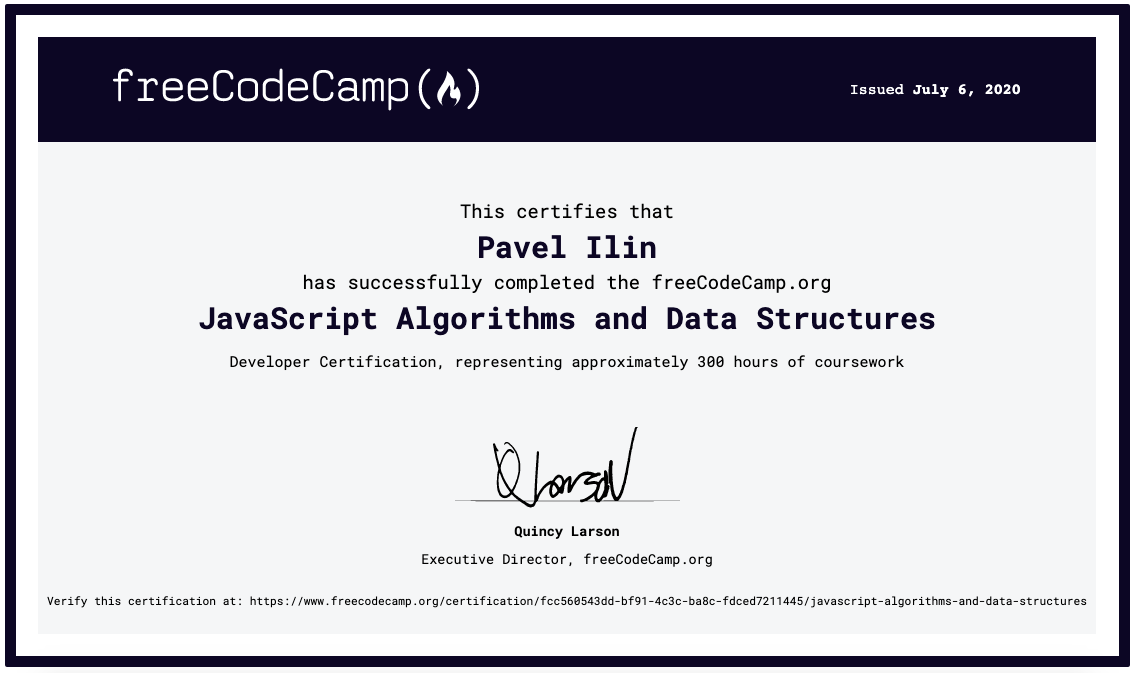 freeCodeCamp(🔥)
Issued July 6, 2020
This certifies that
Pavel Ilin
has successfully completed the freeCodeCamp.org
JavaScript Algorithms and Data Structures
Developer Certification, representing approximately 300 hours of coursework
Q Larson
Quincy Larson
Executive Director, freeCodeCamp.org
Verify this certification at: https://www.freecodecamp.org/certification/fcc560543dd-bf91-4c3c-ba8c-fdced7211445/javascript-algorithms-and-data-structures